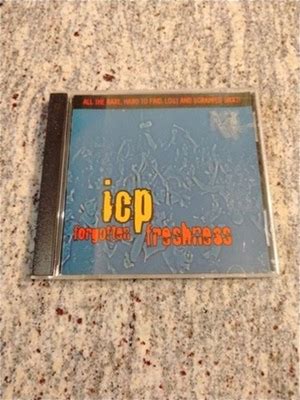 ALL THE RARE, HARD TO FIND, LOST AND SCRAPPED SHIT!
icp
forgotten freshness